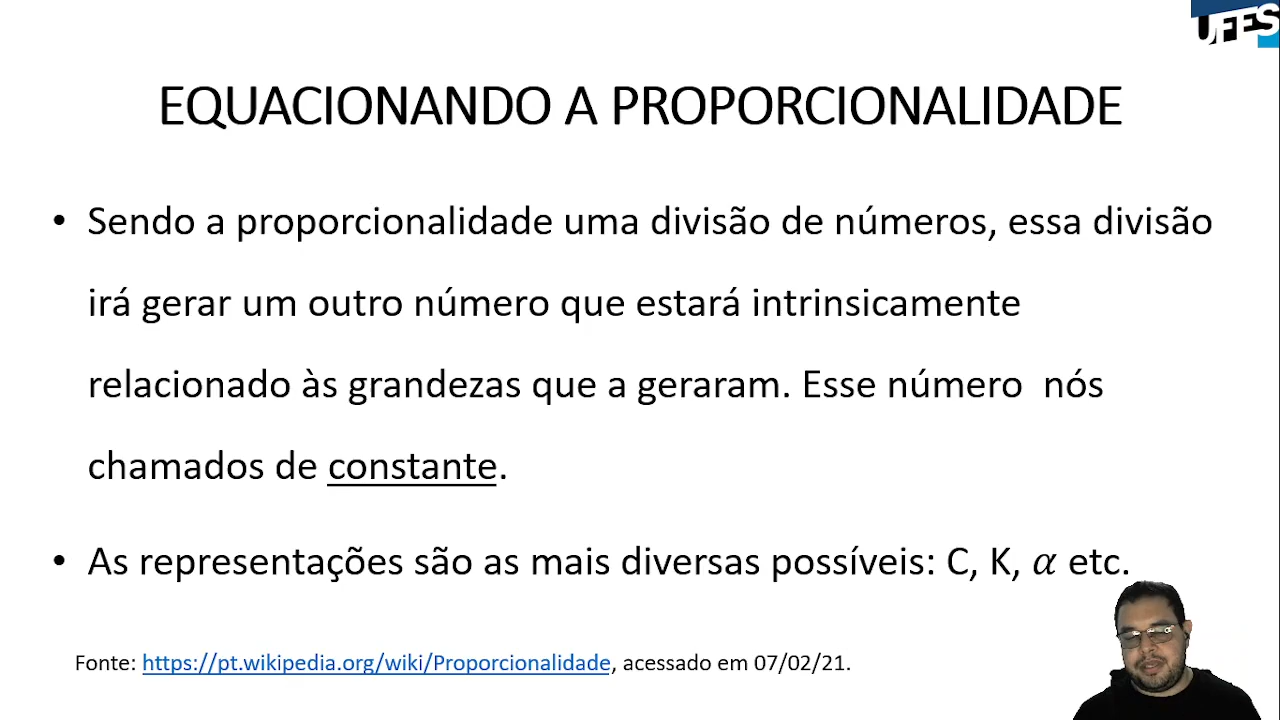 UFES
EQUACIONANDO A PROPORCIONALIDADE
• Sendo a proporcionalidade uma divisão de números, essa divisão
irá gerar um outro número que estará intrinsicamente
relacionado às grandezas que a geraram. Esse número nós
chamados de constante.
• As representações são as mais diversas possíveis: C, K, α etc.
Fonte: https://pt.wikipedia.org/wiki/Proporcionalidade, acessado em 07/02/21.